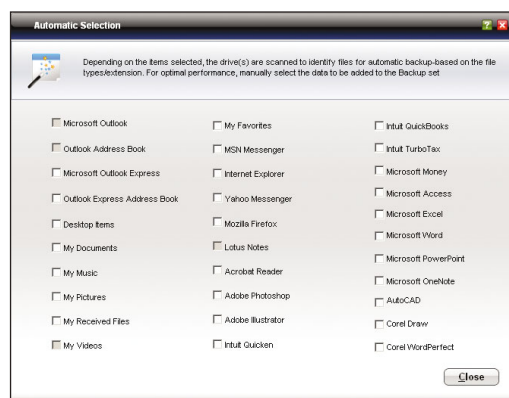 Automatic Selection
? X
Depending on the items selected, the drive(s) are scanned to identify files for automatic backup-based on the file
types/extension. For optimal performance, manually select the data to be added to the Backup set
Microsoft Outlook
Outlook Address Book
Microsoft Outlook Express
Outlook Express Address Book
Desktop Items
My Documents
My Music
My Pictures
My Received Files
My Videos
My Favorites
MSN Messenger
Internet Explorer
Yahoo Messenger
Mozilla Firefox
Lotus Notes
Acrobat Reader
Adobe Photoshop
Adobe Illustrator
Intuit Quicken
Intuit QuickBooks
Intuit TurboTax
Microsoft Money
Microsoft Access
Microsoft Excel
Microsoft Word
Microsoft PowerPoint
Microsoft OneNote
AutoCAD
Corel Draw
Corel WordPerfect
Close